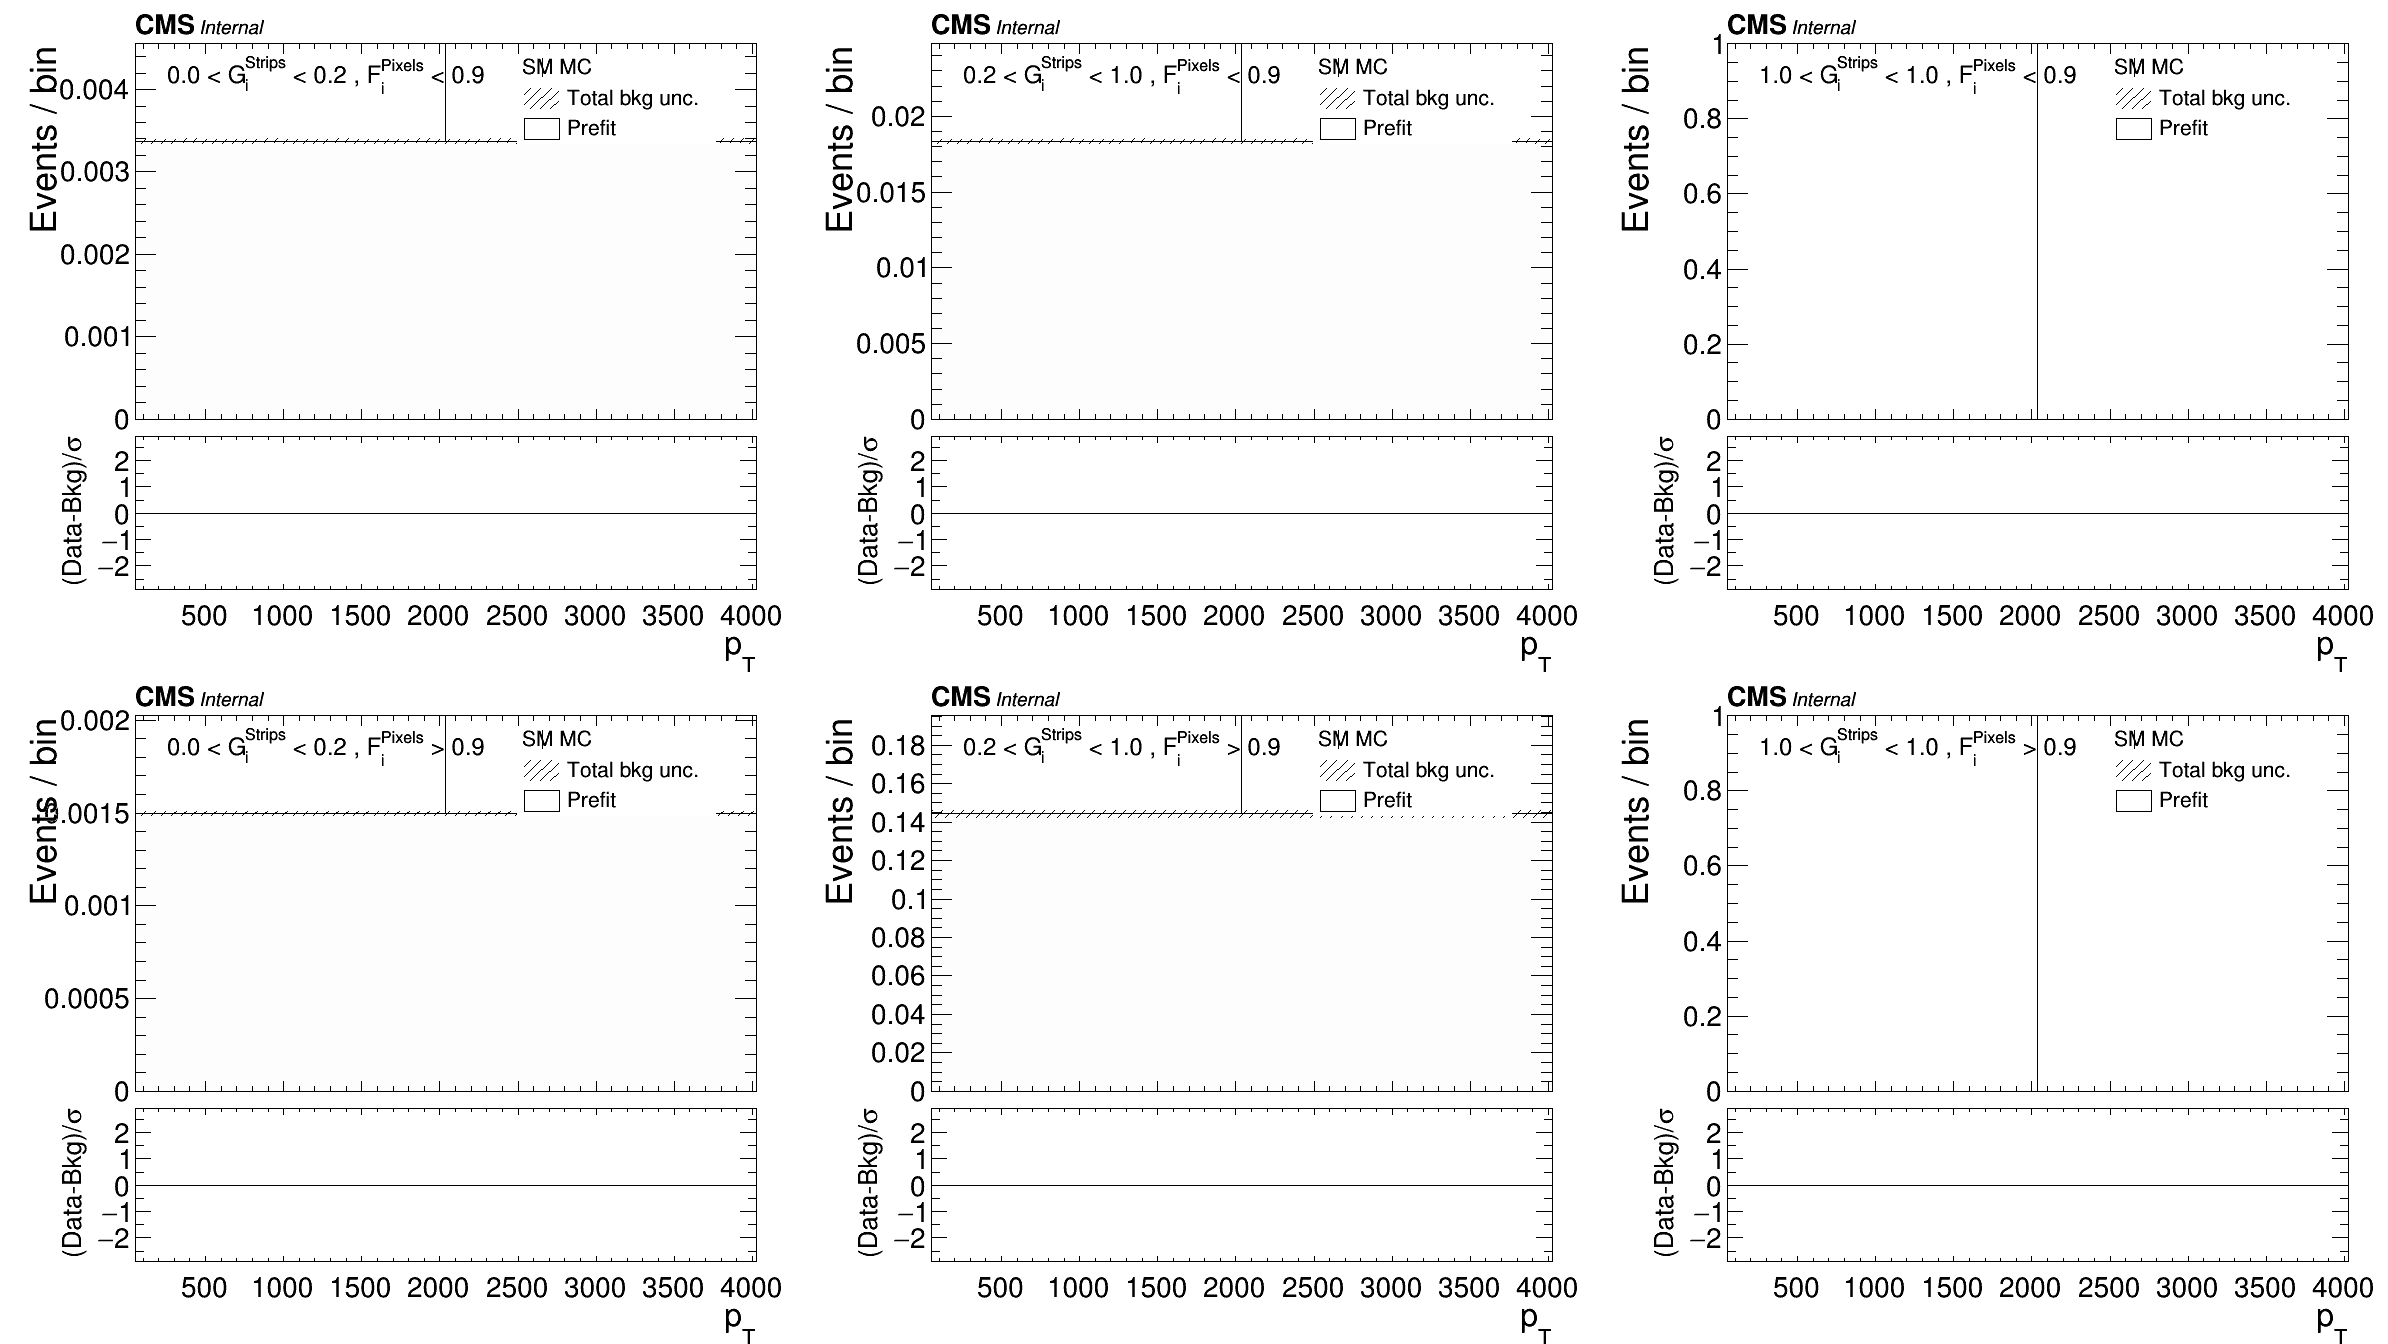 CMS Internal
Events / bin
0.0 < G_i^Strips < 0.2 , F_i^Pixels < 0.9
SM MC
Total bkg unc.
Prefit
0.004
0.003
0.002
0.001
0
(Data-Bkg)/σ
2
1
0
−1
−2
500 1000 1500 2000 2500 3000 3500 4000
p_T
CMS Internal
Events / bin
0.2 < G_i^Strips < 1.0 , F_i^Pixels < 0.9
SM MC
Total bkg unc.
Prefit
0.02
0.015
0.01
0.005
0
(Data-Bkg)/σ
2
1
0
−1
−2
500 1000 1500 2000 2500 3000 3500 4000
p_T
CMS Internal
Events / bin
1.0 < G_i^Strips < 1.0 , F_i^Pixels < 0.9
SM MC
Total bkg unc.
Prefit
1
0.8
0.6
0.4
0.2
0
(Data-Bkg)/σ
2
1
0
−1
−2
500 1000 1500 2000 2500 3000 3500 4000
p_T
CMS Internal
Events / bin
0.0 < G_i^Strips < 0.2 , F_i^Pixels > 0.9
SM MC
Total bkg unc.
Prefit
0.002
0.0015
0.001
0.0005
0
(Data-Bkg)/σ
2
1
0
−1
−2
500 1000 1500 2000 2500 3000 3500 4000
p_T
CMS Internal
Events / bin
0.2 < G_i^Strips < 1.0 , F_i^Pixels > 0.9
SM MC
Total bkg unc.
Prefit
0.18
0.16
0.14
0.12
0.1
0.08
0.06
0.04
0.02
0
(Data-Bkg)/σ
2
1
0
−1
−2
500 1000 1500 2000 2500 3000 3500 4000
p_T
CMS Internal
Events / bin
1.0 < G_i^Strips < 1.0 , F_i^Pixels > 0.9
SM MC
Total bkg unc.
Prefit
1
0.8
0.6
0.4
0.2
0
(Data-Bkg)/σ
2
1
0
−1
−2
500 1000 1500 2000 2500 3000 3500 4000
p_T